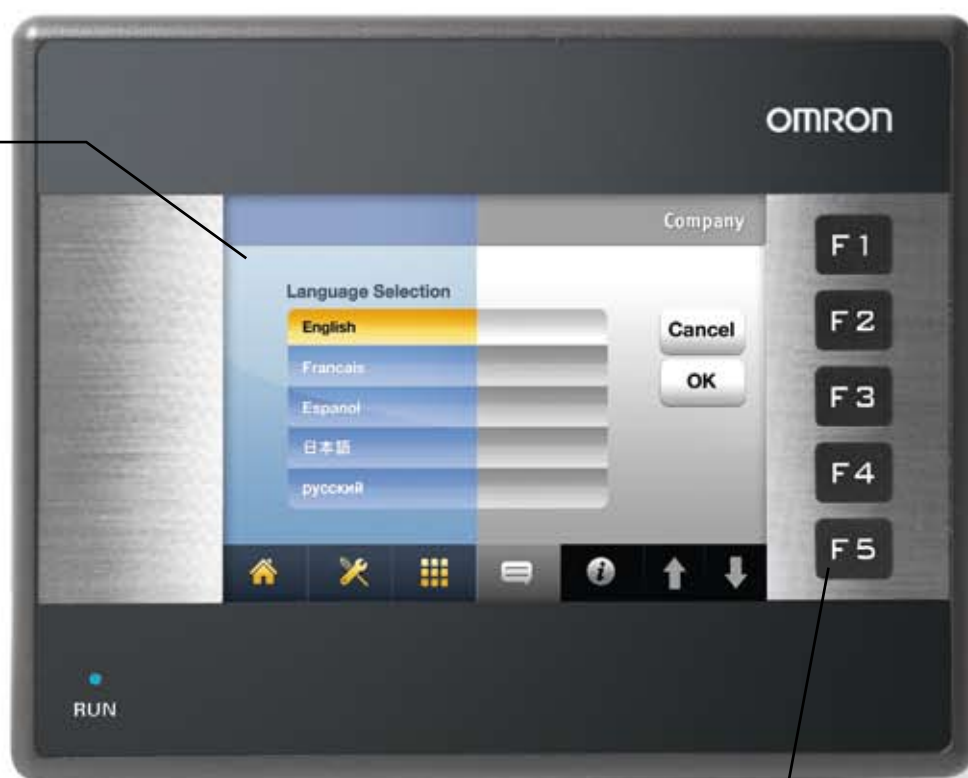 OMRON
Company
F1
Language Selection
English
F2
Cancel
Francais
OK
Espanol
F3
日本語
русский
F4
F5
RUN